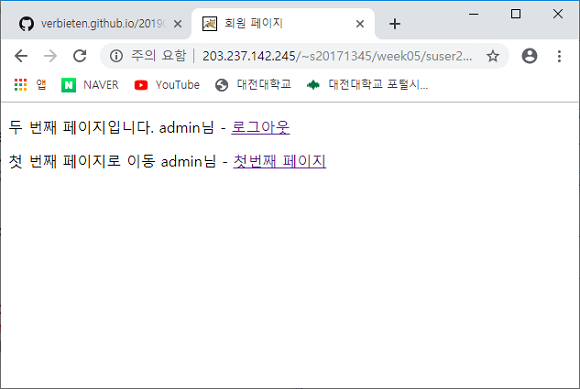 verbieten.github.io/20190
회원 페이지
주의 요함 | 203.237.142.245/~s20171345/week05/suser2...
앱 NAVER YouTube 대전대학교 대전대학교 포털시...
두 번째 페이지입니다. admin님 - 로그아웃
첫 번째 페이지로 이동 admin님 - 첫번째 페이지